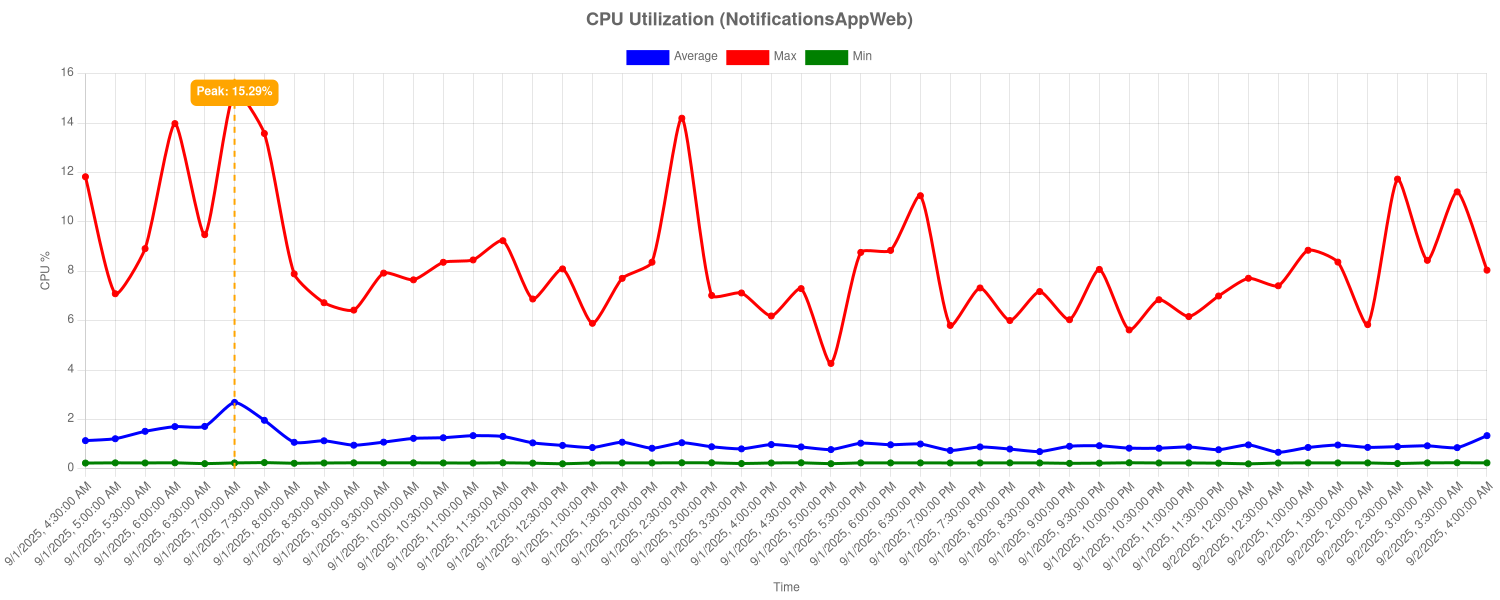 CPU Utilization (NotificationsAppWeb)
Average Max Min
Peak: 15.29%
CPU %
16
14
12
10
8
6
4
2
0
9/1/2025, 4:30:00 AM
9/1/2025, 5:00:00 AM
9/1/2025, 5:30:00 AM
9/1/2025, 6:00:00 AM
9/1/2025, 6:30:00 AM
9/1/2025, 7:00:00 AM
9/1/2025, 7:30:00 AM
9/1/2025, 8:00:00 AM
9/1/2025, 8:30:00 AM
9/1/2025, 9:00:00 AM
9/1/2025, 9:30:00 AM
9/1/2025, 10:00:00 AM
9/1/2025, 10:30:00 AM
9/1/2025, 11:00:00 AM
9/1/2025, 11:30:00 AM
9/1/2025, 12:00:00 PM
9/1/2025, 12:30:00 PM
9/1/2025, 1:00:00 PM
9/1/2025, 1:30:00 PM
9/1/2025, 2:00:00 PM
9/1/2025, 2:30:00 PM
9/1/2025, 3:00:00 PM
9/1/2025, 3:30:00 PM
9/1/2025, 4:00:00 PM
9/1/2025, 4:30:00 PM
9/1/2025, 5:00:00 PM
9/1/2025, 5:30:00 PM
9/1/2025, 6:00:00 PM
9/1/2025, 6:30:00 PM
9/1/2025, 7:00:00 PM
9/1/2025, 7:30:00 PM
9/1/2025, 8:00:00 PM
9/1/2025, 8:30:00 PM
9/1/2025, 9:00:00 PM
9/1/2025, 9:30:00 PM
9/1/2025, 10:00:00 PM
9/1/2025, 10:30:00 PM
9/1/2025, 11:00:00 PM
9/1/2025, 11:30:00 PM
9/2/2025, 12:00:00 AM
9/2/2025, 12:30:00 AM
9/2/2025, 1:00:00 AM
9/2/2025, 1:30:00 AM
9/2/2025, 2:00:00 AM
9/2/2025, 2:30:00 AM
9/2/2025, 3:00:00 AM
9/2/2025, 3:30:00 AM
9/2/2025, 4:00:00 AM
Time